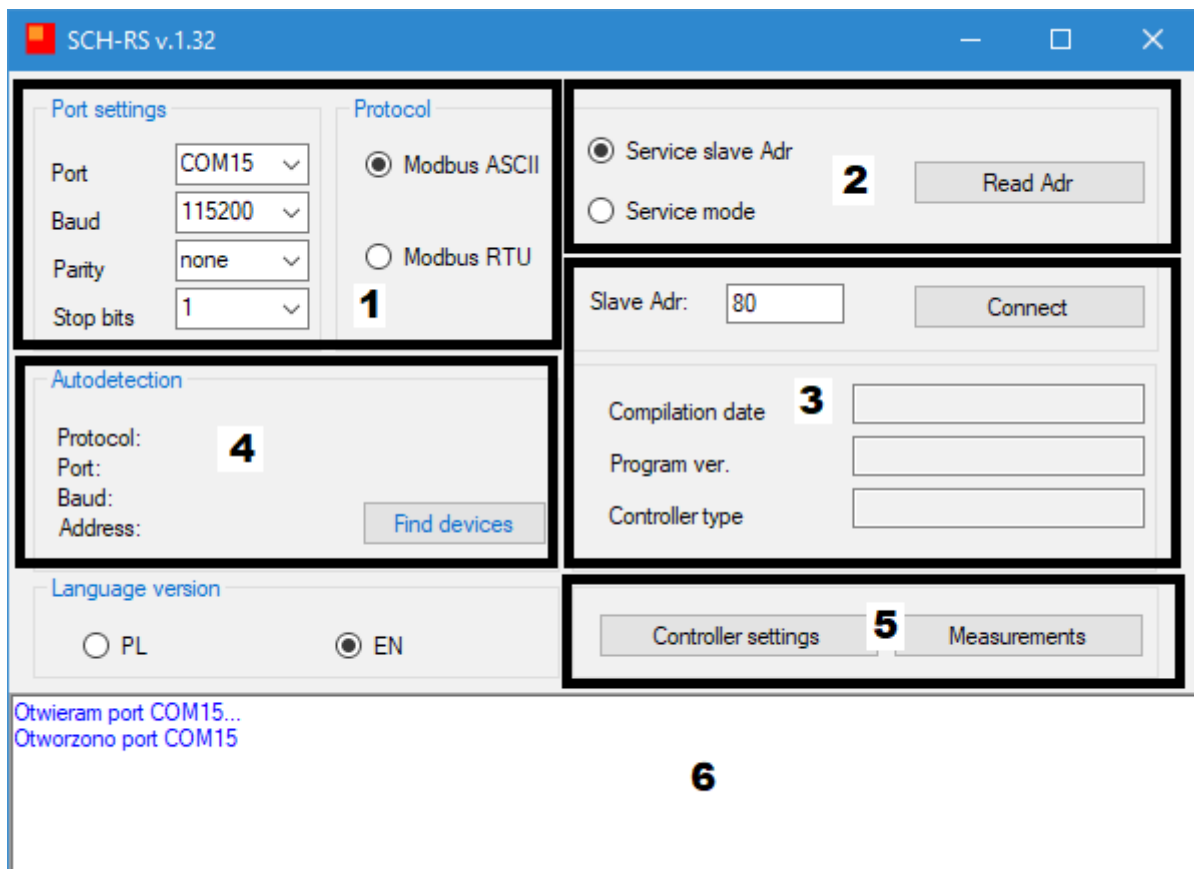 SCH-RS v.1.32
Port settings
Port COM15
Baud 115200
Parity none
Stop bits 1
Protocol
Modbus ASCII
Modbus RTU
1
Service slave Adr
Service mode
2
Read Adr
Slave Adr: 80 Connect
Compilation date
3
Program ver.
Controller type
Autodetection
Protocol:
Port:
Baud:
Address:
4
Find devices
Language version
PL EN
Controller settings 5 Measurements
Otwieram port COM15...
Otworzono port COM15
6